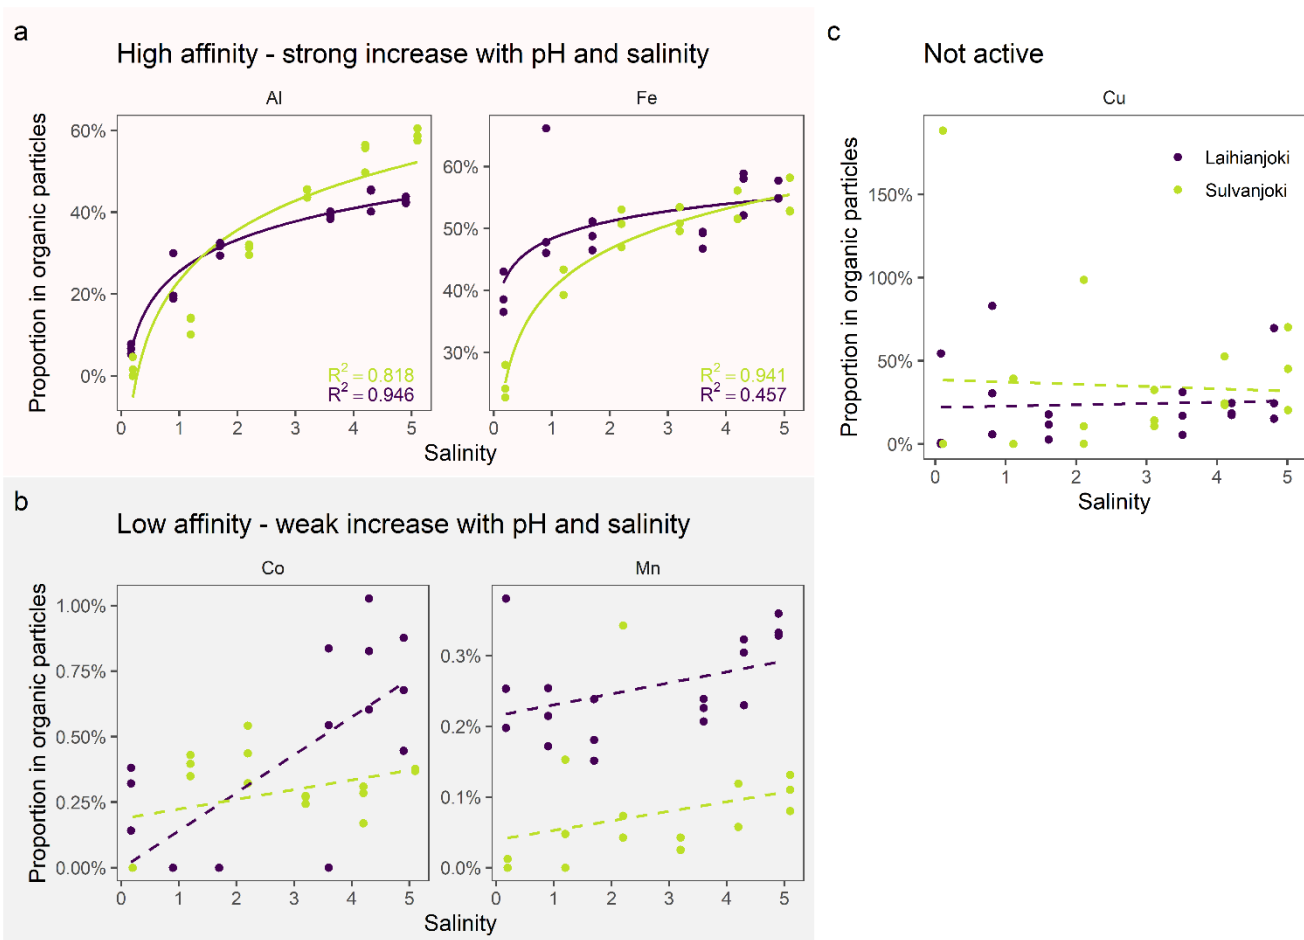 a
High affinity - strong increase with pH and salinity
Al
Fe
Proportion in organic particles
60%
40%
20%
0%
60%
50%
40%
30%
R² = 0.818
R² = 0.946
R² = 0.941
R² = 0.457
0 1 2 3 4 5
0 1 2 3 4 5
Salinity
b
Low affinity - weak increase with pH and salinity
Co
Mn
Proportion in organic particles
1.00%
0.75%
0.50%
0.25%
0.00%
0.3%
0.2%
0.1%
0.0%
0 1 2 3 4 5
0 1 2 3 4 5
Salinity
c
Not active
Cu
Proportion in organic particles
150%
100%
50%
0%
Laihianjoki
Sulvanjoki
0 1 2 3 4 5
Salinity